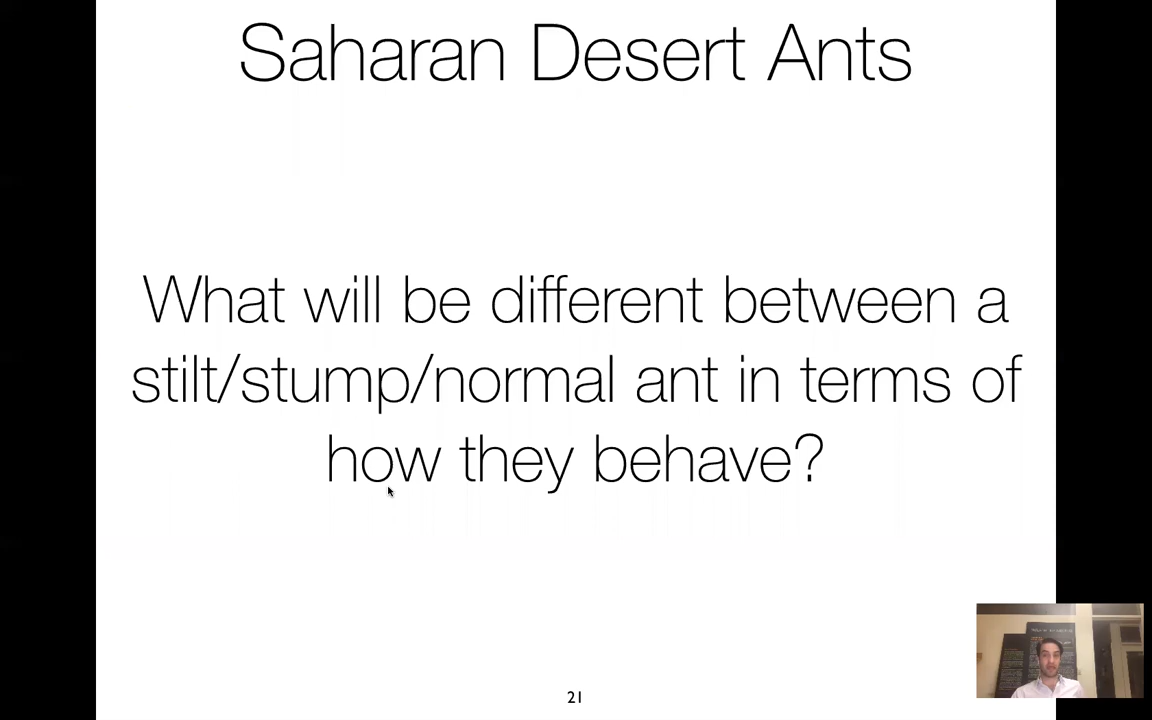 Saharan Desert Ants
What will be different between a
stilt/stump/normal ant in terms of
how they behave?
21